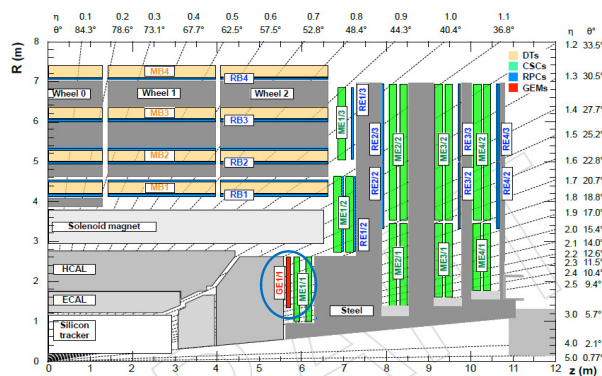 η 0.1 0.2 0.3 0.4 0.5 0.6 0.7 0.8 0.9 1.0 1.1 η θ°
θ° 84.3° 78.6° 73.1° 67.7° 62.5° 57.5° 52.8° 48.4° 44.3° 40.4° 36.8°
R (m)
8
7
6
5
4
3
2
1
0
1.2 33.5°
1.3 30.5°
1.4 27.7°
1.5 25.2°
1.6 22.8°
1.7 20.7°
1.8 18.8°
1.9 17.0°
2.0 15.4°
2.1 14.0°
2.2 12.6°
2.3 11.5°
2.4 10.4°
2.5 9.4°
3.0 5.7°
4.0 2.1°
5.0 0.77°
DTs
CSCs
RPCs
GEMs
MB4
RB4
Wheel 0
Wheel 1
Wheel 2
MB3
RB3
MB2
RB2
MB1
RB1
Solenoid magnet
HCAL
ECAL
Silicon
tracker
Steel
GE1/1
ME1/1
ME1/2
ME1/3
RE1/2
RE1/3
RE2/2
RE2/3
ME2/1
ME2/2
ME3/1
ME3/2
RE3/2
RE3/3
ME4/1
ME4/2
RE4/2
RE4/3
0 1 2 3 4 5 6 7 8 9 10 11 12
z (m)